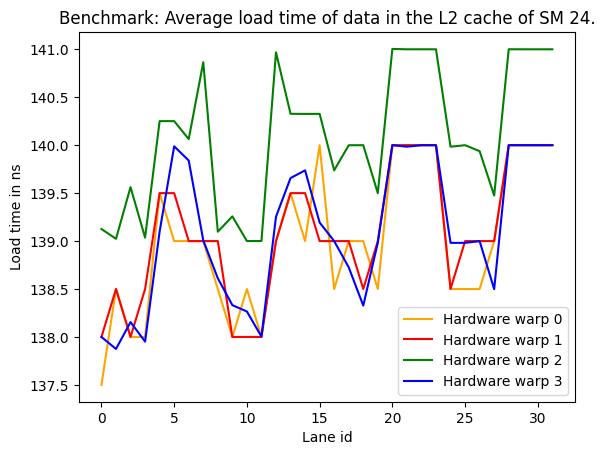 Benchmark: Average load time of data in the L2 cache of SM 24.
141.0
140.5
140.0
139.5
139.0
138.5
138.0
137.5
Load time in ns
0 5 10 15 20 25 30
Lane id
Hardware warp 0
Hardware warp 1
Hardware warp 2
Hardware warp 3